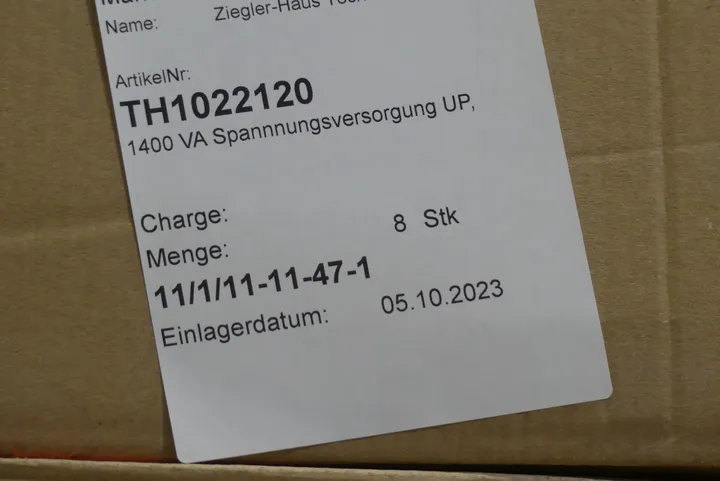 Name: Ziegler-Haus
ArtikelNr:
TH1022120
1400 VA Spannnungsversorgung UP,
Charge:
8 Stk
Menge:
11/1/11-11-47-1
Einlagerdatum: 05.10.2023